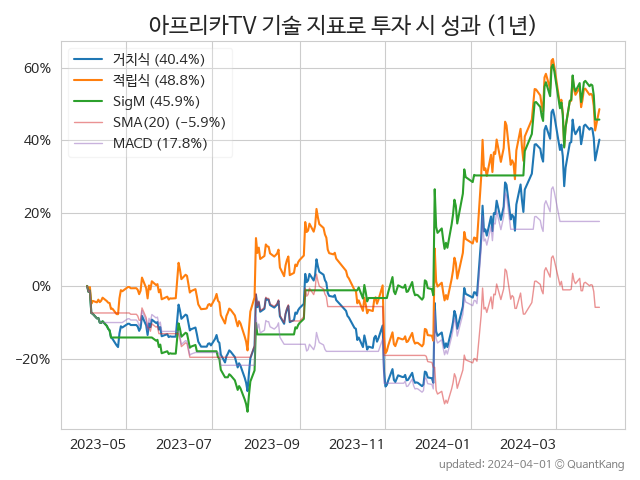 아프리카TV 기술 지표로 투자 시 성과 (1년)
거치식 (40.4%)
적립식 (48.8%)
SigM (45.9%)
SMA(20) (−5.9%)
MACD (17.8%)
60%
40%
20%
0%
−20%
2023-05 2023-07 2023-09 2023-11 2024-01 2024-03
updated: 2024-04-01 © QuantKang